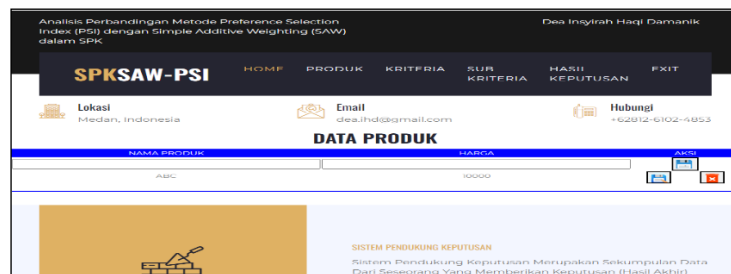 Analisis Perbandingan Metode Preference Selection
Index (PSI) dengan Simple Additive Weighting (SAW)
dalam SPK
Dea Insyirah Haqi Damanik
SPKSAW-PSI
HOME PRODUK KRITERIA SUB KRITERIA HASIL KEPUTUSAN EXIT
Lokasi
Medan, Indonesia
Email
dea.ihd@gmail.com
Hubungi
+62812-6102-4853
DATA PRODUK
NAMA PRODUK HARGA AKSI
ABC 10000
SISTEM PENDUKUNG KEPUTUSAN
Sistem Pendukung Keputusan Merupakan Sekumpulan Data
Dari Seseorang Yang Memberikan Keputusan (Hasil Akhir)